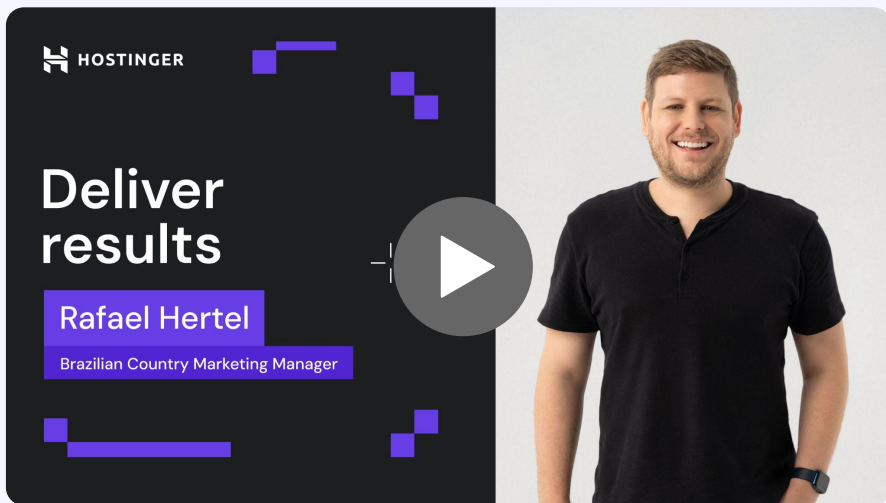 HOSTINGER
Deliver
results
Rafael Hertel
Brazilian Country Marketing Manager